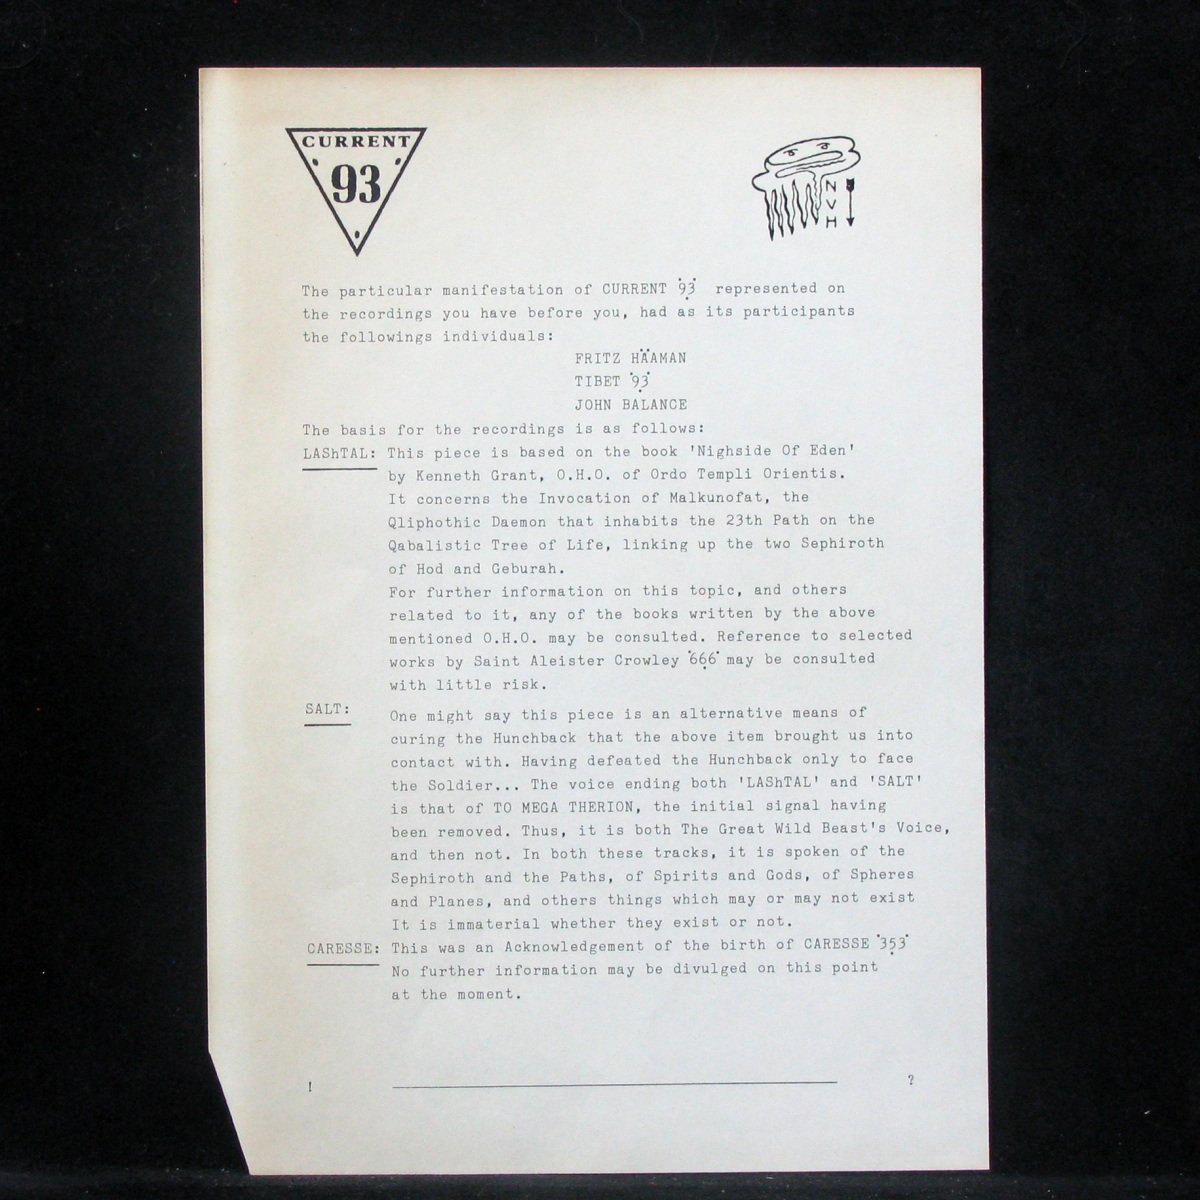 CURRENT
93
N
V
H
The particular manifestation of CURRENT 93 represented on
the recordings you have before you, had as its participants
the followings individuals:
FRITZ HÄAMAN
TIBET 93
JOHN BALANCE
The basis for the recordings is as follows:
LAShTAL: This piece is based on the book 'Nighside Of Eden'
by Kenneth Grant, O.H.O. of Ordo Templi Orientis.
It concerns the Invocation of Malkunofat, the
Qliphothic Daemon that inhabits the 23th Path on the
Qabalistic Tree of Life, linking up the two Sephiroth
of Hod and Geburah.
For further information on this topic, and others
related to it, any of the books written by the above
mentioned O.H.O. may be consulted. Reference to selected
works by Saint Aleister Crowley 666 may be consulted
with little risk.
SALT: One might say this piece is an alternative means of
curing the Hunchback that the above item brought us into
contact with. Having defeated the Hunchback only to face
the Soldier... The voice ending both 'LAShTAL' and 'SALT'
is that of TO MEGA THERION, the initial signal having
been removed. Thus, it is both The Great Wild Beast's Voice,
and then not. In both these tracks, it is spoken of the
Sephiroth and the Paths, of Spirits and Gods, of Spheres
and Planes, and others things which may or may not exist
It is immaterial whether they exist or not.
CARESSE: This was an Acknowledgement of the birth of CARESSE 353
No further information may be divulged on this point
at the moment.
! ?